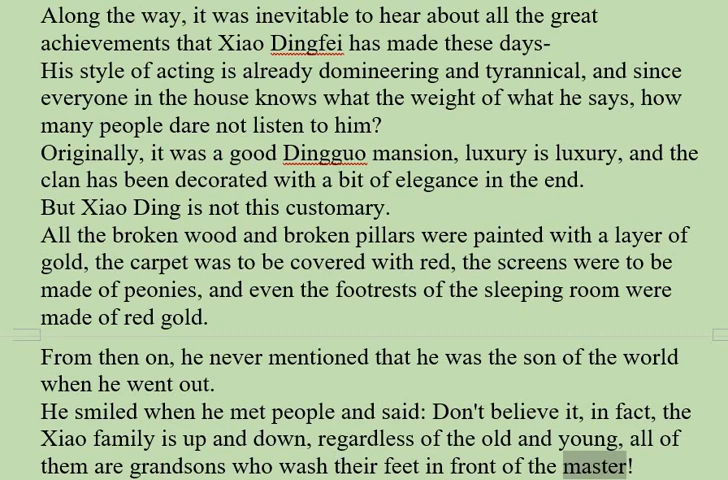 Along the way, it was inevitable to hear about all the great
achievements that Xiao Dingfei has made these days-
His style of acting is already domineering and tyrannical, and since
everyone in the house knows what the weight of what he says, how
many people dare not listen to him?
Originally, it was a good Dingguo mansion, luxury is luxury, and the
clan has been decorated with a bit of elegance in the end.
But Xiao Ding is not this customary.
All the broken wood and broken pillars were painted with a layer of
gold, the carpet was to be covered with red, the screens were to be
made of peonies, and even the footrests of the sleeping room were
made of red gold.
From then on, he never mentioned that he was the son of the world
when he went out.
He smiled when he met people and said: Don't believe it, in fact, the
Xiao family is up and down, regardless of the old and young, all of
them are grandsons who wash their feet in front of the master!